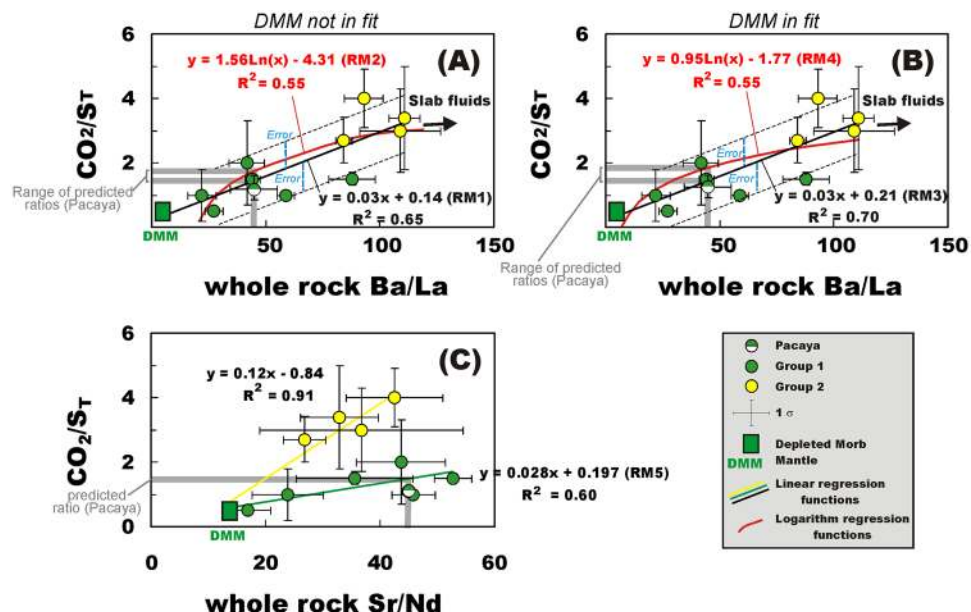 DMM not in fit
DMM in fit
6
4
2
0
CO2/ST
y = 1.56Ln(x) - 4.31 (RM2)
R2 = 0.55
(A)
Slab fluids
Error
Error
y = 0.03x + 0.14 (RM1)
R2 = 0.65
Range of predicted
ratios (Pacaya)
DMM
50
100
150
whole rock Ba/La
6
4
2
0
CO2/ST
y = 0.95Ln(x) - 1.77 (RM4)
R2 = 0.55
(B)
Slab fluids
Error
Error
y = 0.03x + 0.21 (RM3)
R2 = 0.70
DMM
50
100
150
Range of predicted
ratios (Pacaya)
whole rock Ba/La
6
4
2
0
CO2/ST
(C)
y = 0.12x - 0.84
R2 = 0.91
y = 0.028x + 0.197 (RM5)
R2 = 0.60
predicted
ratio (Pacaya)
DMM
0
20
40
60
whole rock Sr/Nd
Pacaya
Group 1
Group 2
1 σ
Depleted Morb
Mantle
DMM
Linear regression
functions
Logarithm regression
functions